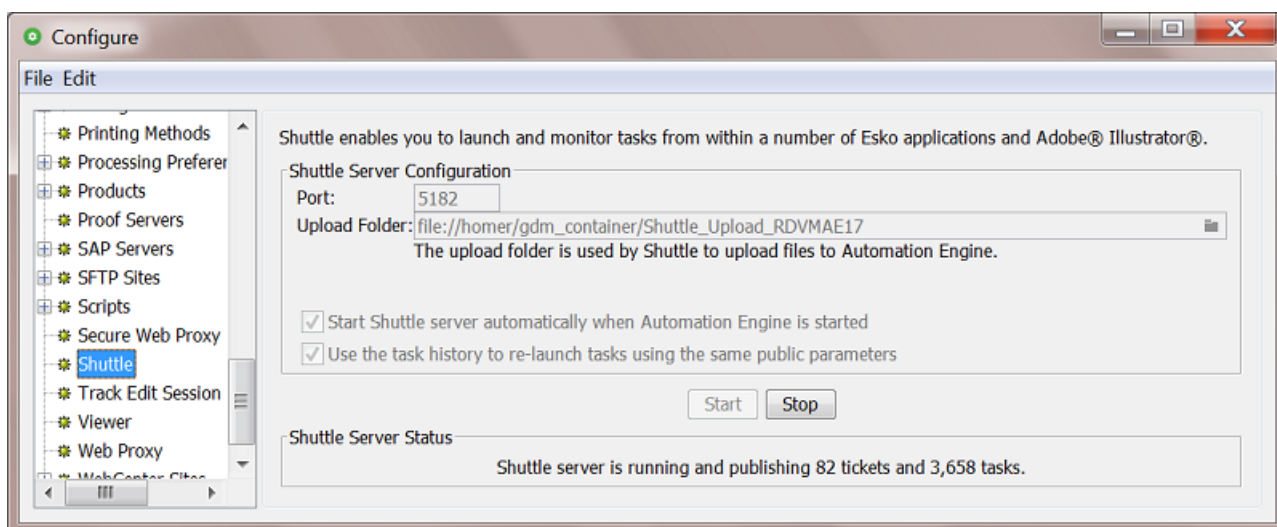 Configure
File Edit
Printing Methods
Processing Preferer
Products
Proof Servers
SAP Servers
SFTP Sites
Scripts
Secure Web Proxy
Shuttle
Track Edit Session
Viewer
Web Proxy
WebCenter Sites
Shuttle enables you to launch and monitor tasks from within a number of Esko applications and Adobe® Illustrator®.
Shuttle Server Configuration
Port: 5182
Upload Folder: file://homer/gdm_container/Shuttle_Upload_RDVMAE17
The upload folder is used by Shuttle to upload files to Automation Engine.
Start Shuttle server automatically when Automation Engine is started
Use the task history to re-launch tasks using the same public parameters
Start Stop
Shuttle Server Status
Shuttle server is running and publishing 82 tickets and 3,658 tasks.